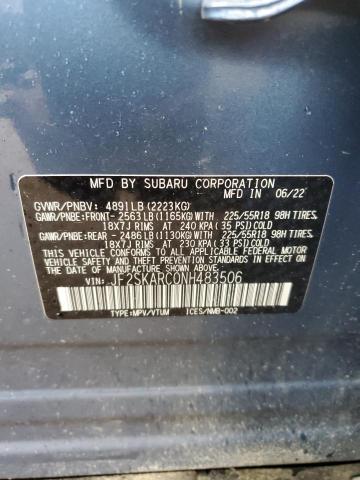 MFD BY SUBARU CORPORATION
MFD IN 06/22
GVWR/PNBV: 4891LB(2223KG)
GAWR/PNBE:FRONT-2563LB(1165KG)WITH 225/55R18 98H TIRES,
18X7J RIMS AT 240 KPA(35 PSI)COLD
GAWR/PNBE:REAR -2486LB(1130KG)WITH 225/55R18 98H TIRES,
18X7J RIMS AT 230 KPA(33 PSI)COLD
THIS VEHICLE CONFORMS TO ALL APPLICABLE FEDERAL MOTOR
VEHICLE SAFETY, BUMPER, AND THEFT PREVENTION STANDARDS
IN EFFECT ON THE DATE OF MANUFACTURE SHOWN ABOVE.
VIN: JF2SKARC0NH483506
TYPE:MPV/VTUM ICES/NMB-002